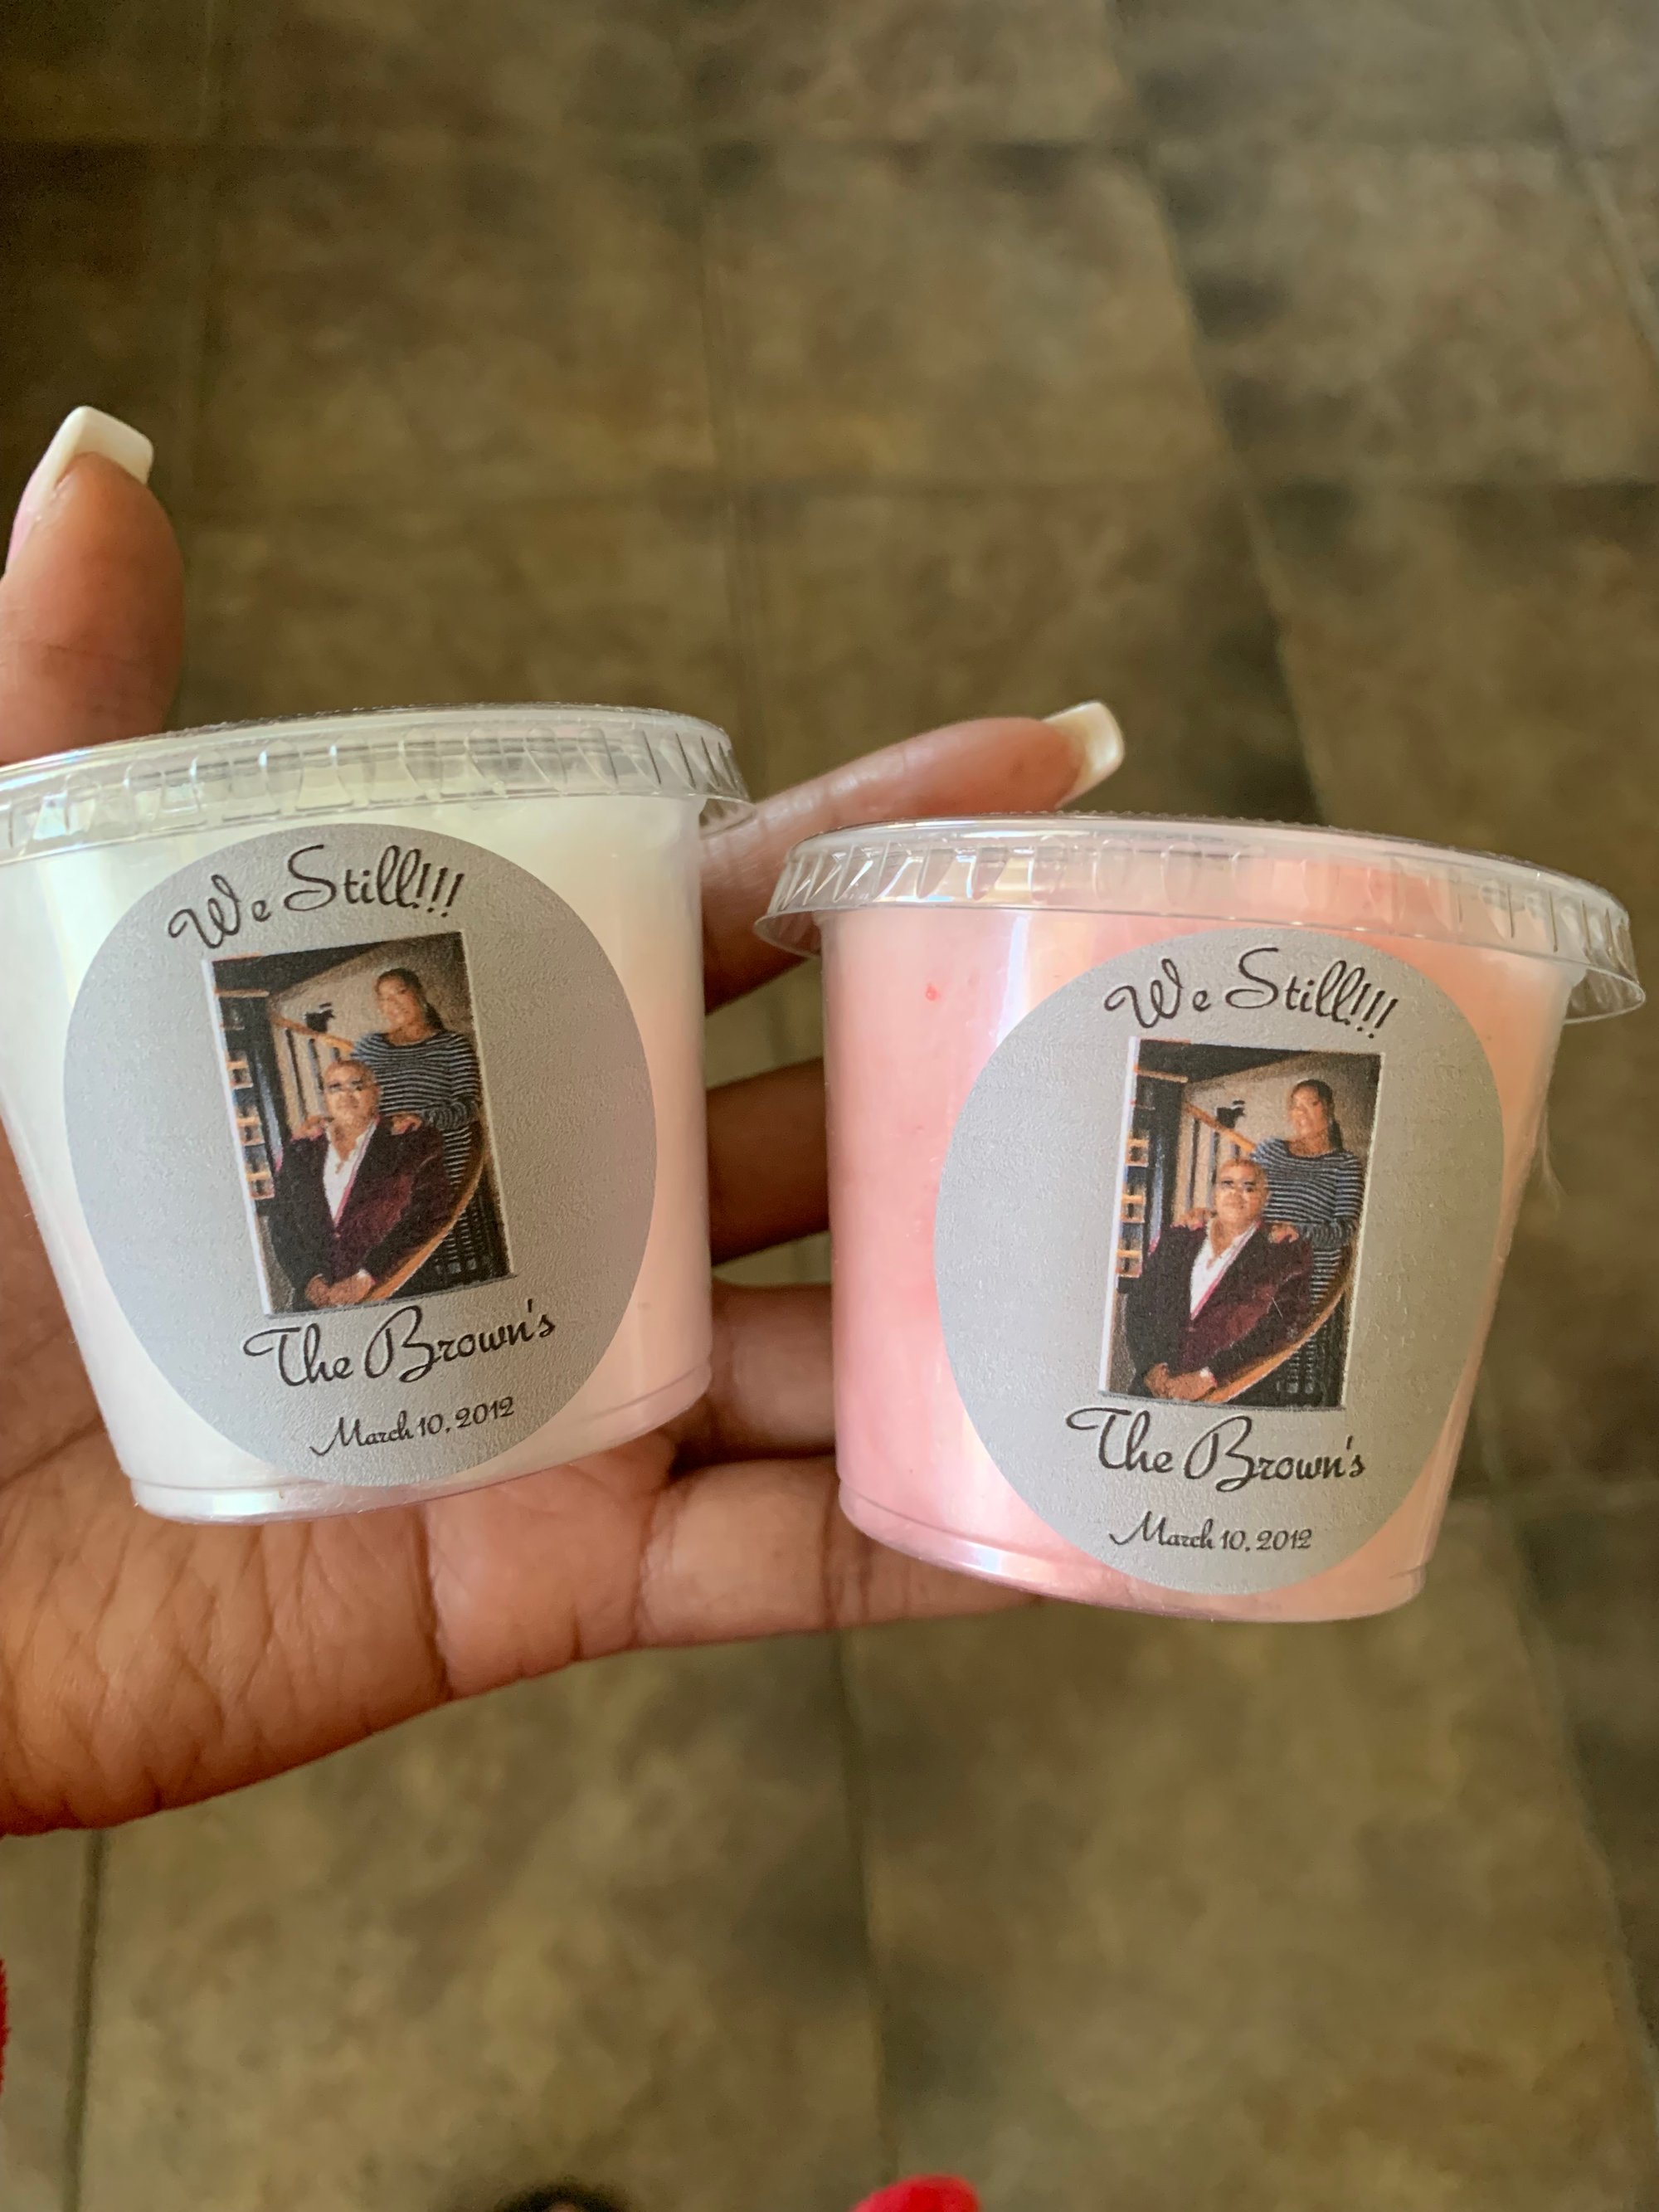 We Still!!!
The Brown's
March 10, 2012
We Still!!!
The Brown's
March 10, 2012